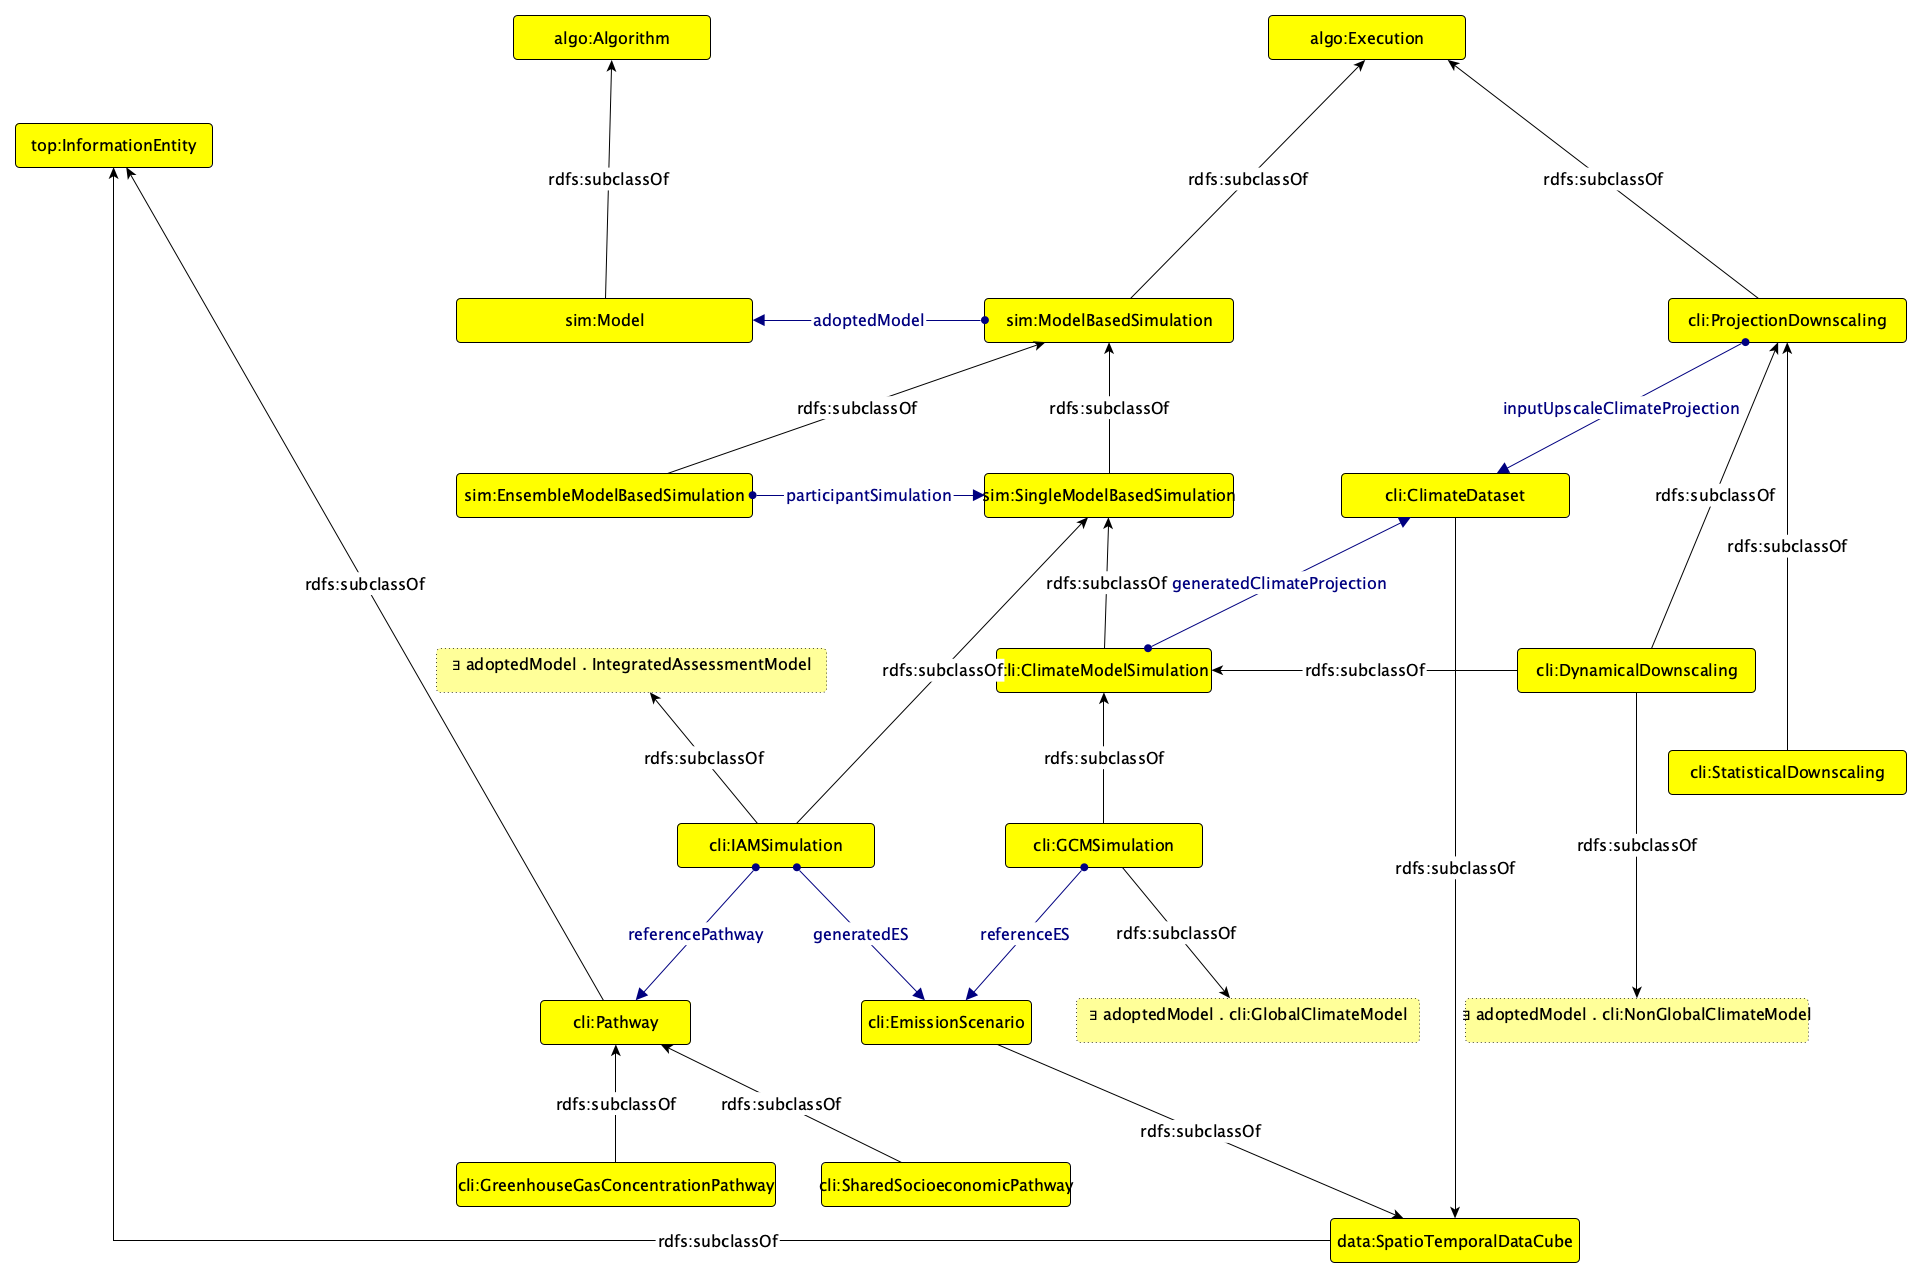 algo:Algorithm
algo:Execution
top:InformationEntity
rdfs:subclassOf
rdfs:subclassOf
rdfs:subclassOf
sim:Model
adoptedModel
sim:ModelBasedSimulation
cli:ProjectionDownscaling
rdfs:subclassOf
rdfs:subclassOf
inputUpscaleClimateProjection
sim:EnsembleModelBasedSimulation
participantSimulation
sim:SingleModelBasedSimulation
cli:ClimateDataset
rdfs:subclassOf
rdfs:subclassOf
rdfs:subclassOf
rdfs:subclassOf
generatedClimateProjection
∃ adoptedModel . IntegratedAssessmentModel
rdfs:subclassOf
cli:ClimateModelSimulation
rdfs:subclassOf
cli:DynamicalDownscaling
rdfs:subclassOf
rdfs:subclassOf
cli:StatisticalDownscaling
cli:IAMSimulation
cli:GCMSimulation
rdfs:subclassOf
rdfs:subclassOf
referencePathway
generatedES
referenceES
rdfs:subclassOf
cli:Pathway
cli:EmissionScenario
∃ adoptedModel . cli:GlobalClimateModel
∃ adoptedModel . cli:NonGlobalClimateModel
rdfs:subclassOf
rdfs:subclassOf
rdfs:subclassOf
cli:GreenhouseGasConcentrationPathway
cli:SharedSocioeconomicPathway
rdfs:subclassOf
data:SpatioTemporalDataCube